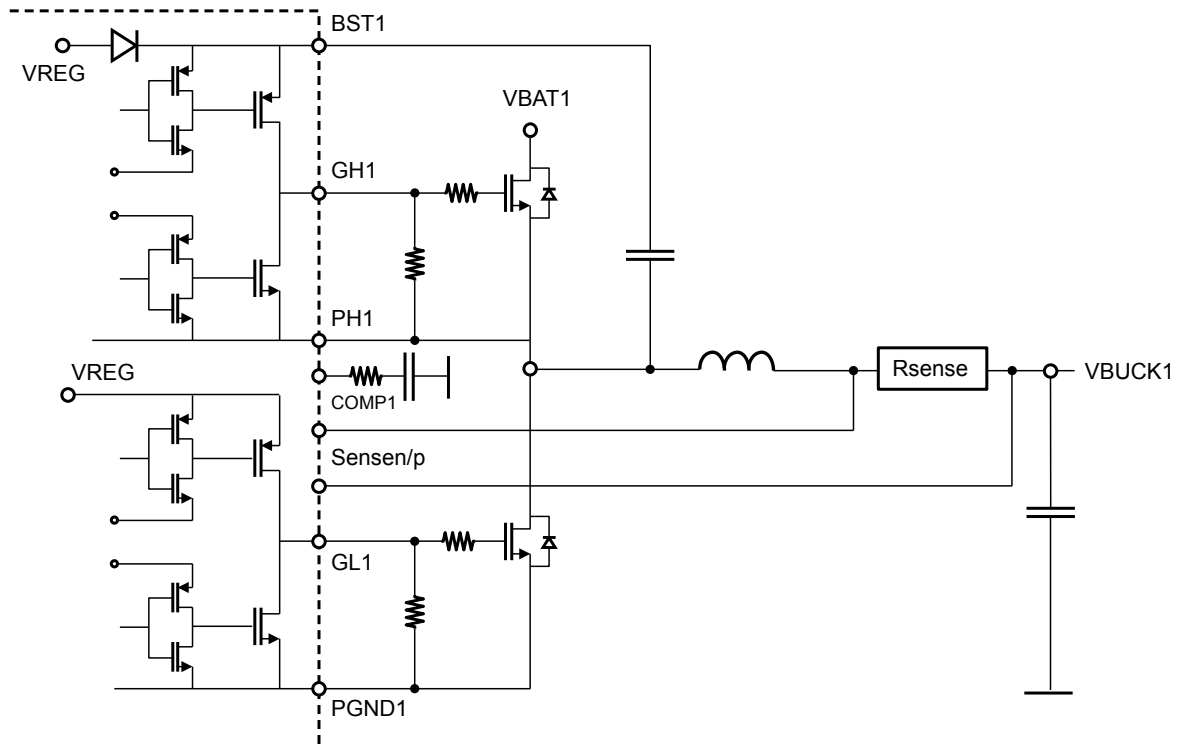 BST1
VREG
VBAT1
GH1
PH1
VREG
COMP1
Rsense
VBUCK1
Sensen/p
GL1
PGND1